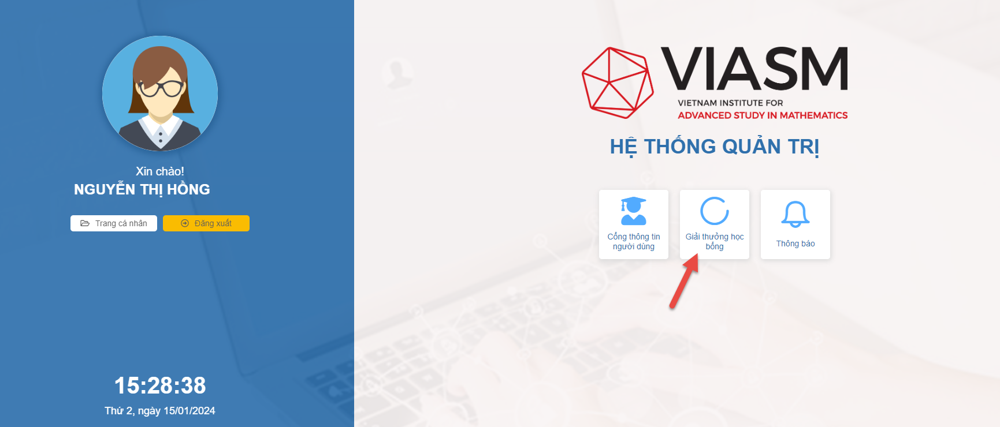 Xin chào!
NGUYỄN THỊ HỒNG
Trang cá nhân
Đăng xuất
15:28:38
Thứ 2, ngày 15/01/2024
VIASM
VIETNAM INSTITUTE FOR
ADVANCED STUDY IN MATHEMATICS
HỆ THỐNG QUẢN TRỊ
Cổng thông tin
người dùng
Giải thưởng học
bổng
Thông báo